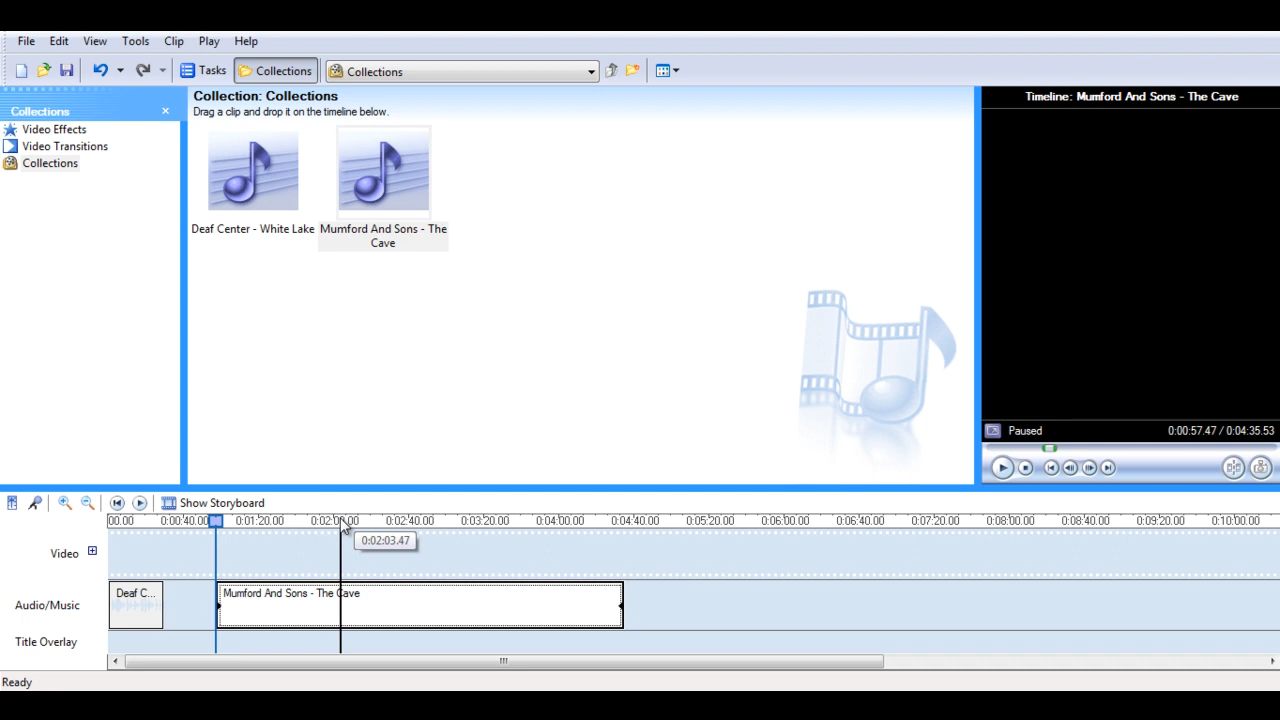 File Edit View Tools Clip Play Help
Tasks Collections Collections
Collections
Video Effects
Video Transitions
Collections
Collection: Collections
Drag a clip and drop it on the timeline below.
Deaf Center - White Lake
Mumford And Sons - The
Cave
Timeline: Mumford And Sons - The Cave
Paused 0:00:57.47 / 0:04:35.53
Show Storyboard
00.00 0:00:40.00 0:01:20.00 0:02:00.00 0:02:40.00 0:03:20.00 0:04:00.00 0:04:40.00 0:05:20.00 0:06:00.00 0:06:40.00 0:07:20.00 0:08:00.00 0:08:40.00 0:09:20.00 0:10:00.00
0:02:03.47
Video
Audio/Music
Deaf C...
Mumford And Sons - The Cave
Title Overlay
Ready